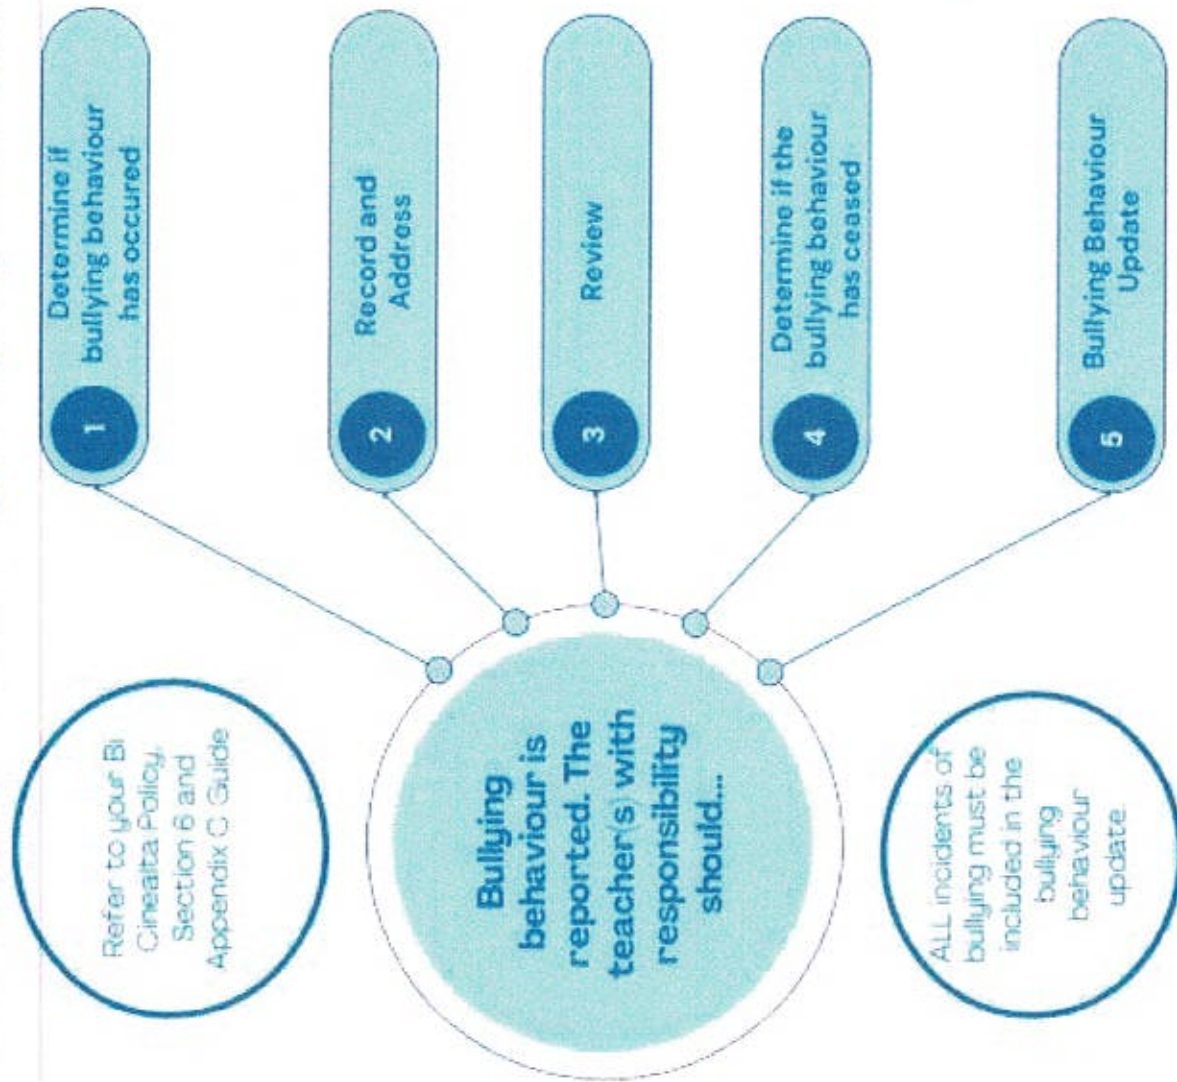 Refer to your Bí
Cineálta Policy,
Section 6 and
Appendix C Guide
Bullying
behaviour is
reported. The
teacher(s) with
responsibility
should...
ALL incidents of
bullying must be
included in the
bullying
behaviour
update.
1
Determine if
bullying behaviour
has occured
2
Record and
Address
3
Review
4
Determine if the
bullying behaviour
has ceased
5
Bullying Behaviour
Update